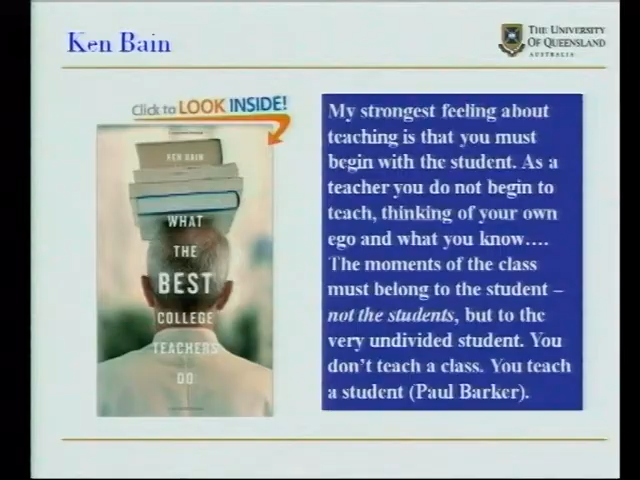 Ken Bain
THE UNIVERSITY
OF QUEENSLAND
AUSTRALIA
Click to LOOK INSIDE!
KEN BAIN
WHAT
THE
BEST
COLLEGE
TEACHERS
DO
My strongest feeling about
teaching is that you must
begin with the student. As a
teacher you do not begin to
teach, thinking of your own
ego and what you know….
The moments of the class
must belong to the student –
not the students, but to the
very undivided student. You
don't teach a class. You teach
a student (Paul Barker).